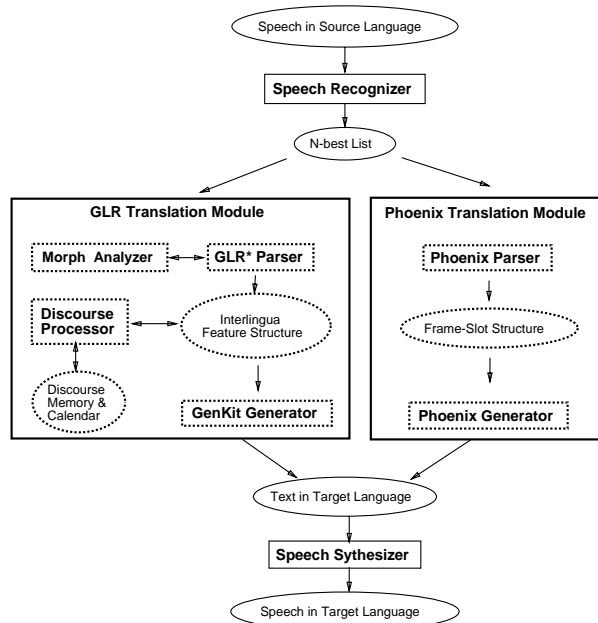 Speech in Source Language
Speech Recognizer
N-best List
GLR Translation Module
Morph Analyzer
GLR* Parser
Discourse
Processor
Interlingua
Feature Structure
Discourse
Memory &
Calendar
GenKit Generator
Phoenix Translation Module
Phoenix Parser
Frame-Slot Structure
Phoenix Generator
Text in Target Language
Speech Sythesizer
Speech in Target Language